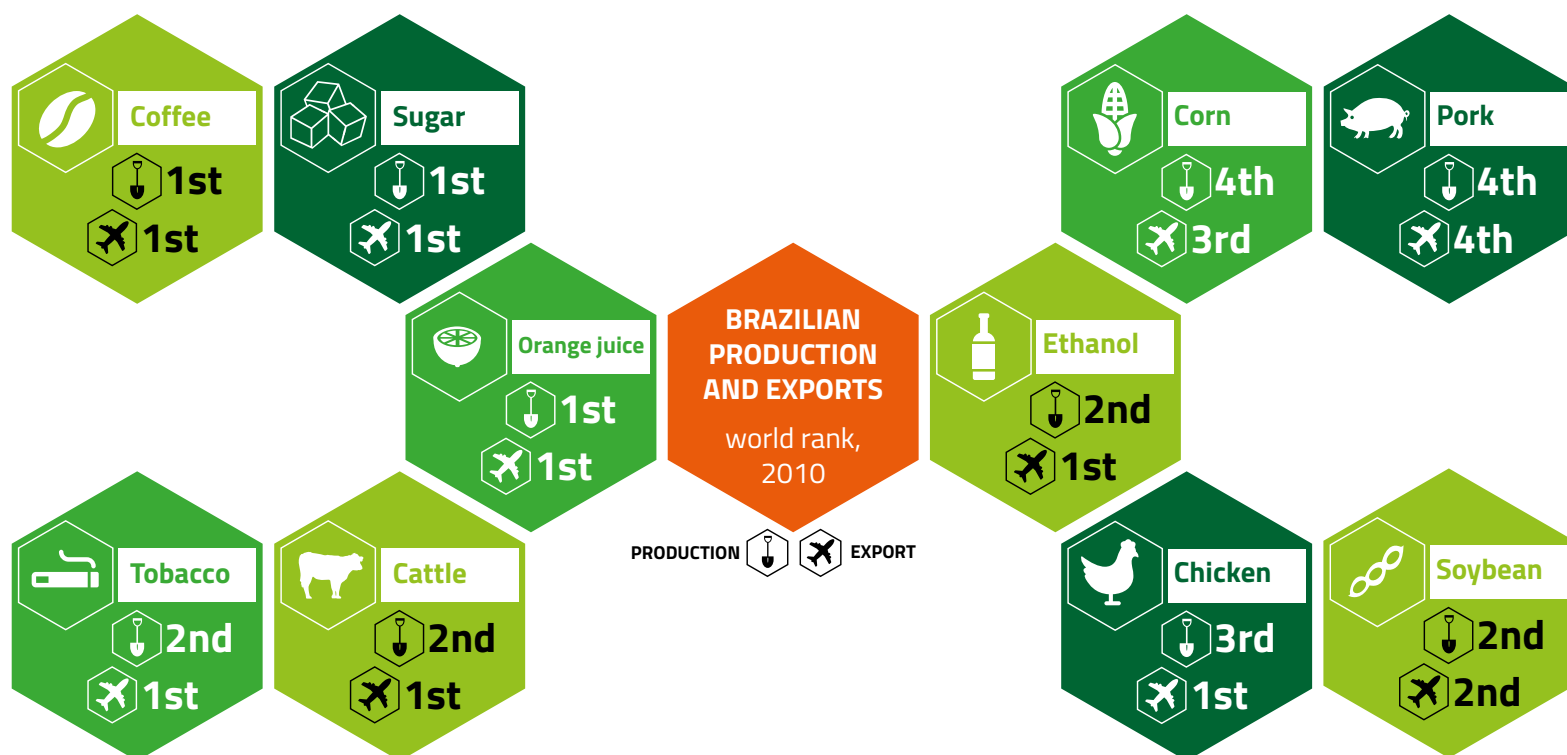 Coffee
1st
1st
Sugar
1st
1st
Corn
4th
3rd
Pork
4th
4th
Orange juice
1st
1st
BRAZILIAN
PRODUCTION
AND EXPORTS
world rank,
2010
Ethanol
2nd
1st
PRODUCTION EXPORT
Tobacco
2nd
1st
Cattle
2nd
1st
Chicken
3rd
1st
Soybean
2nd
2nd